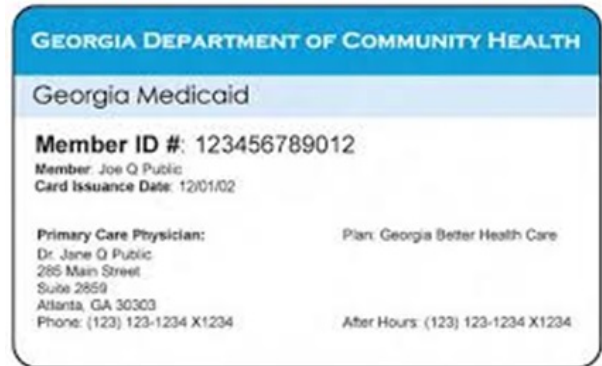 GEORGIA DEPARTMENT OF COMMUNITY HEALTH
Georgia Medicaid
Member ID #: 123456789012
Member: Joe Q Public
Card Issuance Date: 12/01/02
Primary Care Physician:
Dr. Jane Q Public
285 Main Street
Suite 2859
Atlanta, GA 30303
Phone: (123) 123-1234 X1234
Plan: Georgia Better Health Care
After Hours: (123) 123-1234 X1234